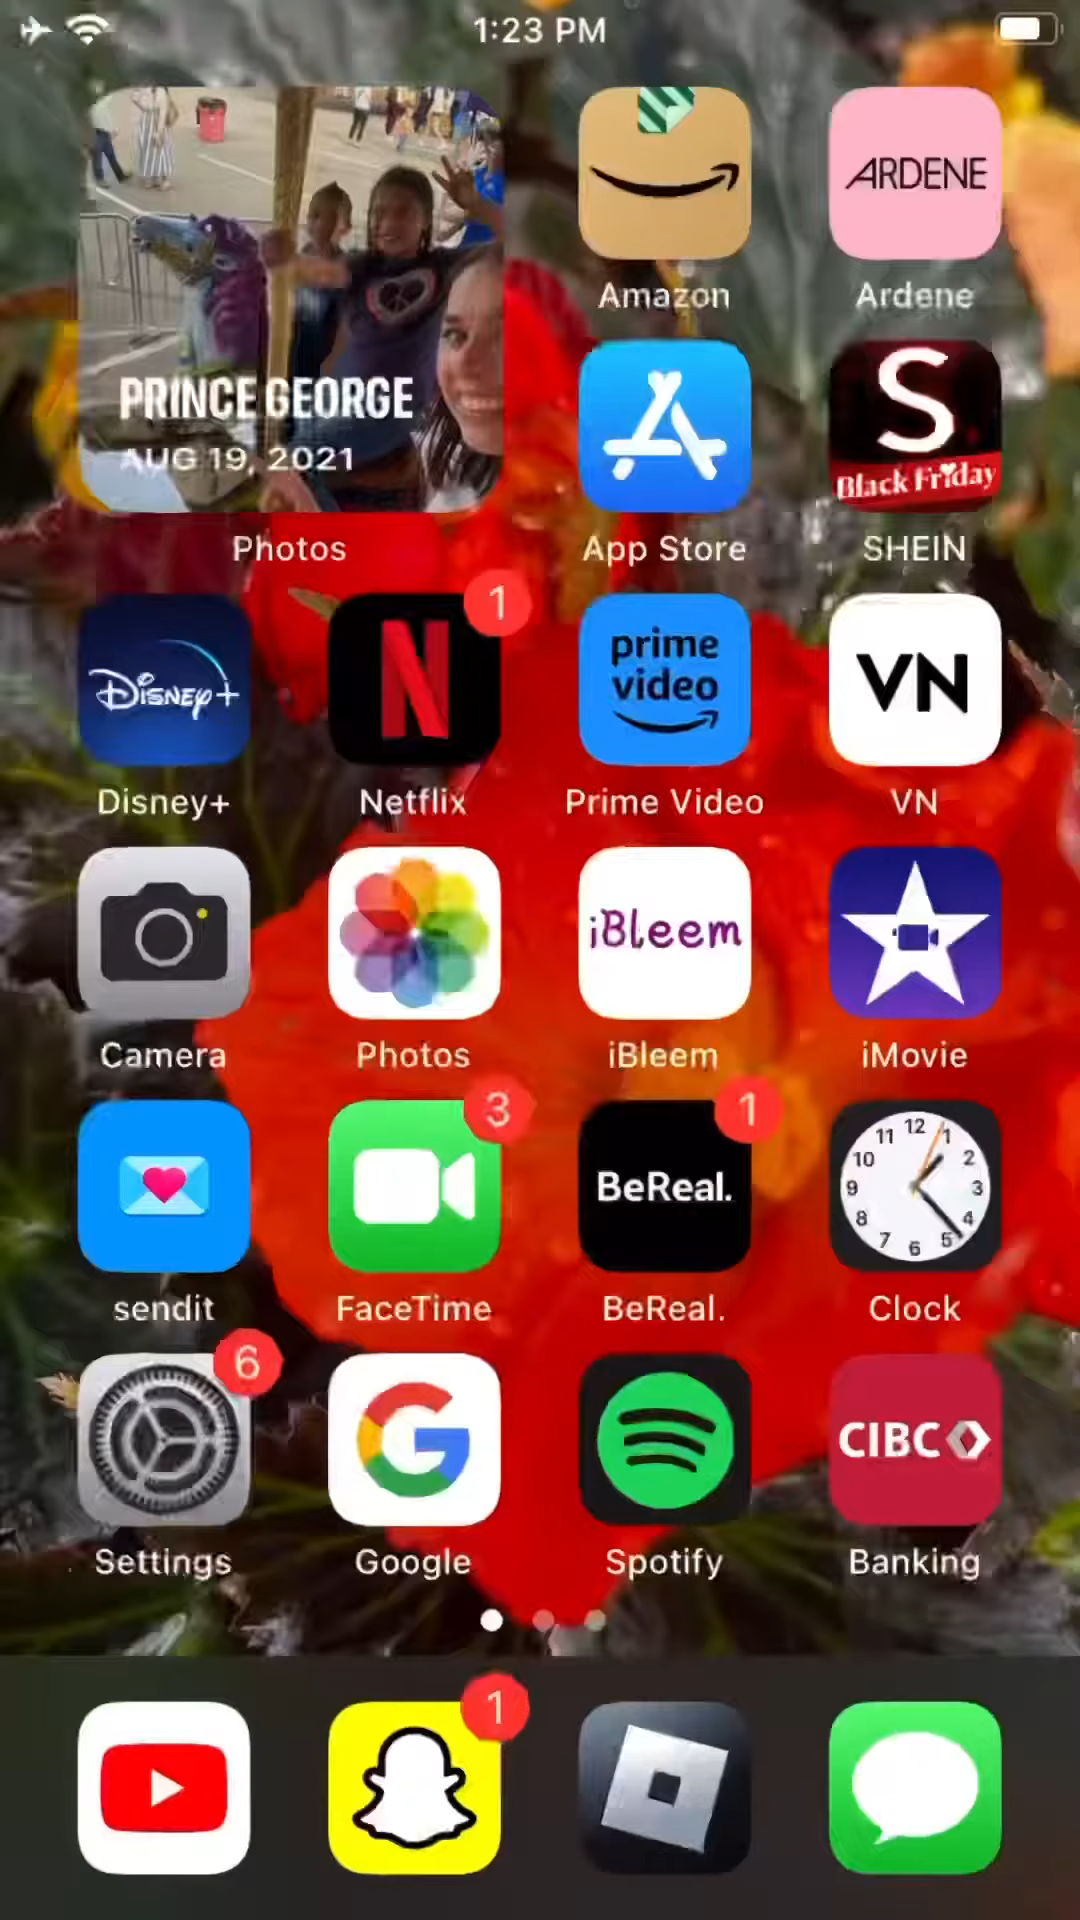 1:23 PM
PRINCE GEORGE
AUG 19, 2021
Photos
Amazon
ARDENE
Ardene
App Store
S
Black Friday
SHEIN
Disney+
Disney+
1
N
Netflix
prime
video
Prime Video
VN
VN
Camera
Photos
iBleem
iBleem
iMovie
sendit
3
FaceTime
1
BeReal.
BeReal.
12
11 1
10 2
9 3
8 4
7 5
6
Clock
6
Settings
G
Google
Spotify
CIBC
Banking
1